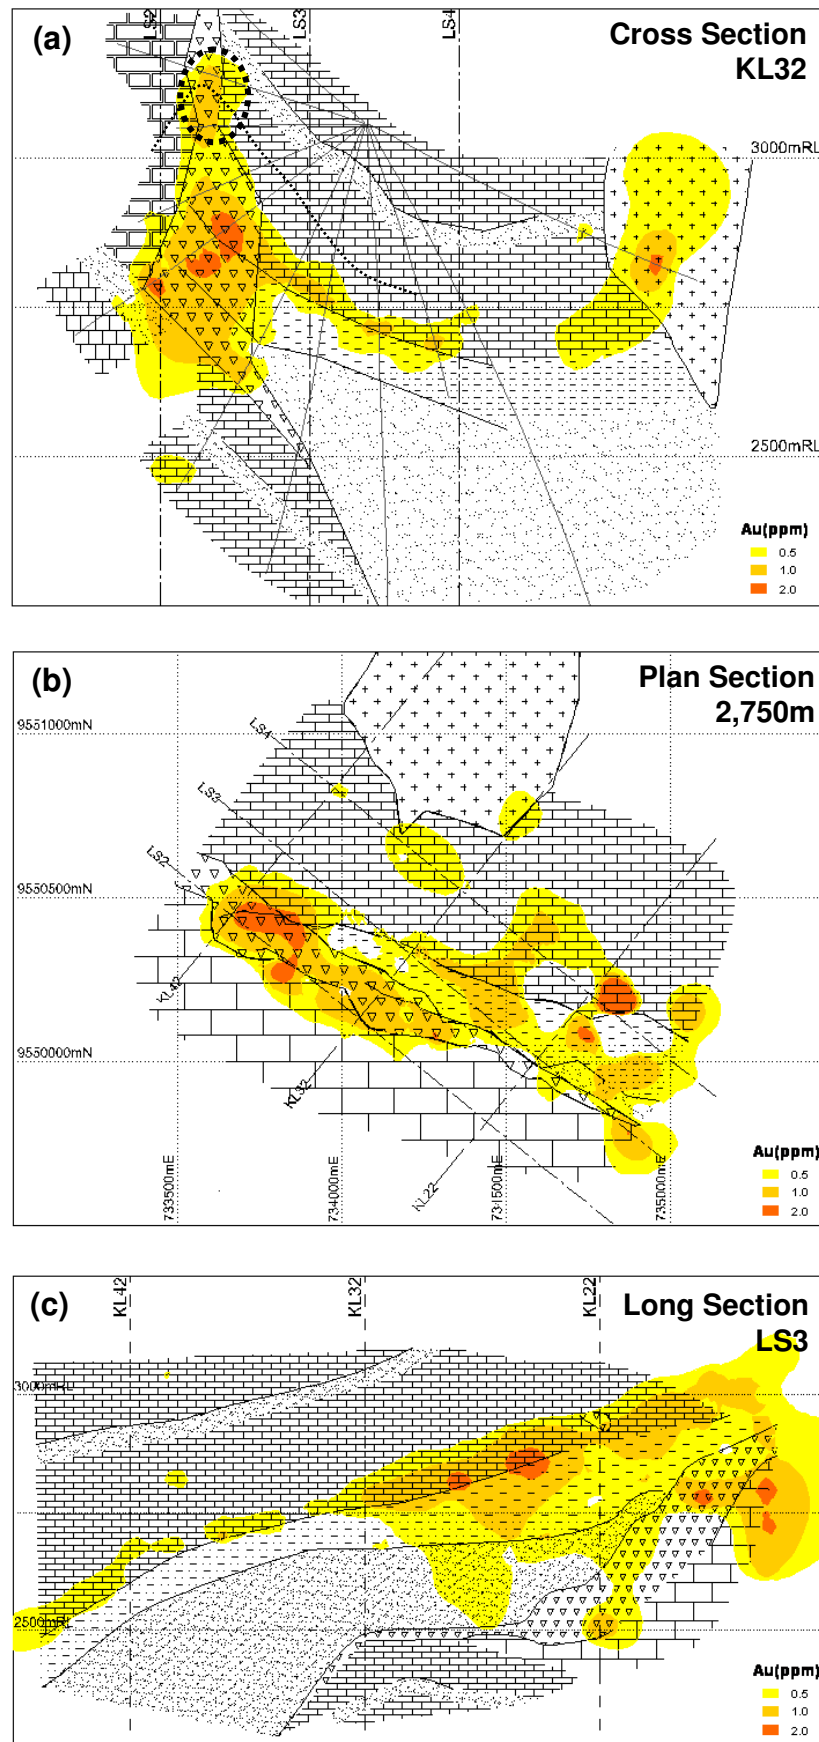 (a)
LS2
LS3
LS4
Cross Section
KL32
3000mRL
2500mRL
Au(ppm)
0.5
1.0
2.0
(b)
Plan Section
2,750m
9551000mN
LS4
LS3
LS2
9550500mN
KL42
9550000mN
KL32
KL22
733500mE
734000mE
734500mE
735000mE
Au(ppm)
0.5
1.0
2.0
(c)
KL42
KL32
KL22
Long Section
LS3
3000mRL
2500mRL
Au(ppm)
0.5
1.0
2.0